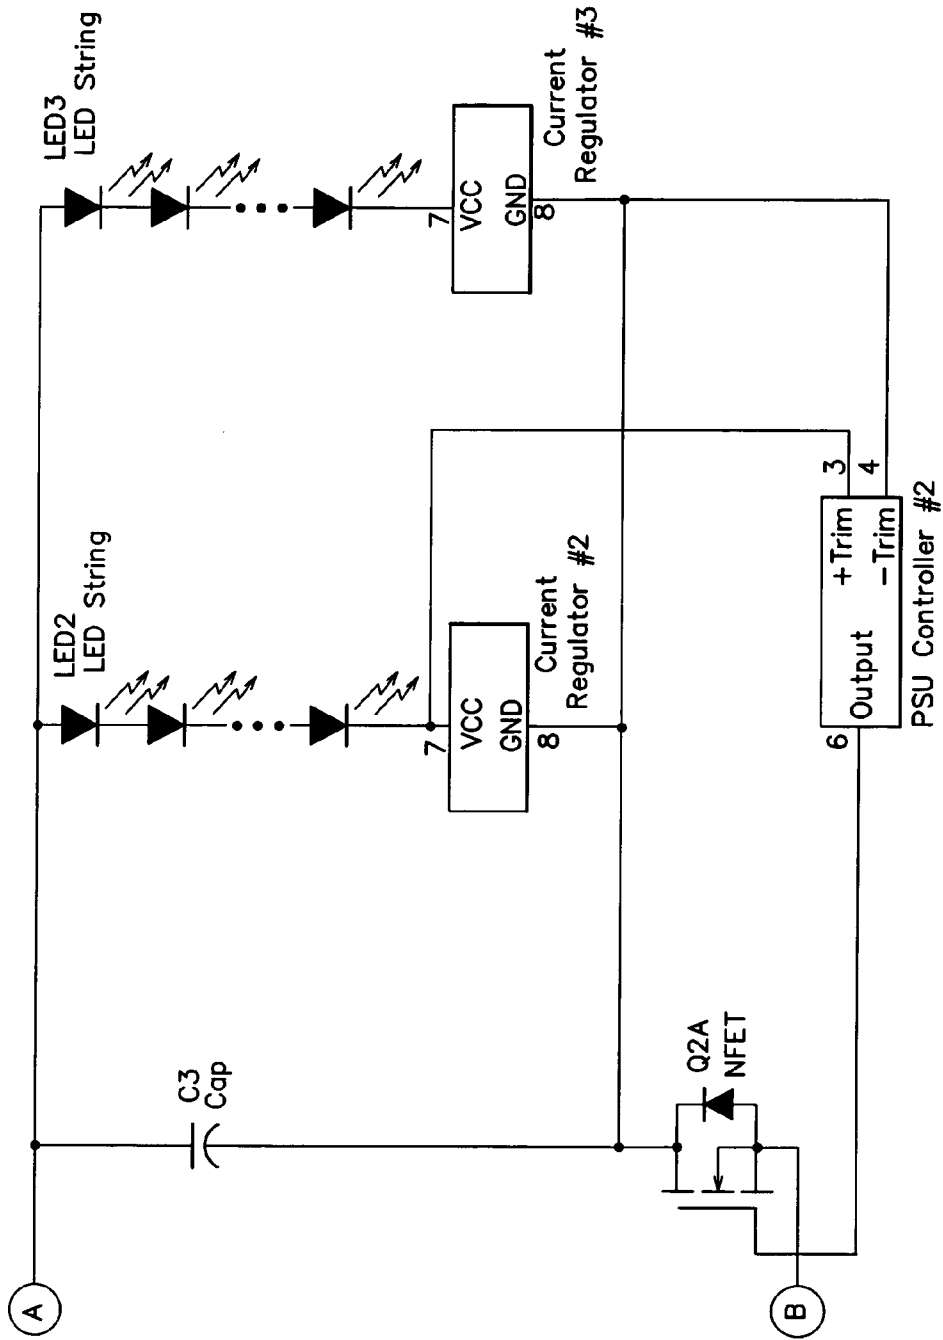 A
B
C3
Cap
Q2A
NFET
LED2
LED String
7
VCC
GND
8
Current
Regulator #2
LED3
LED String
7
VCC
GND
8
Current
Regulator #3
6
Output
+Trim
-Trim
3
4
PSU Controller #2